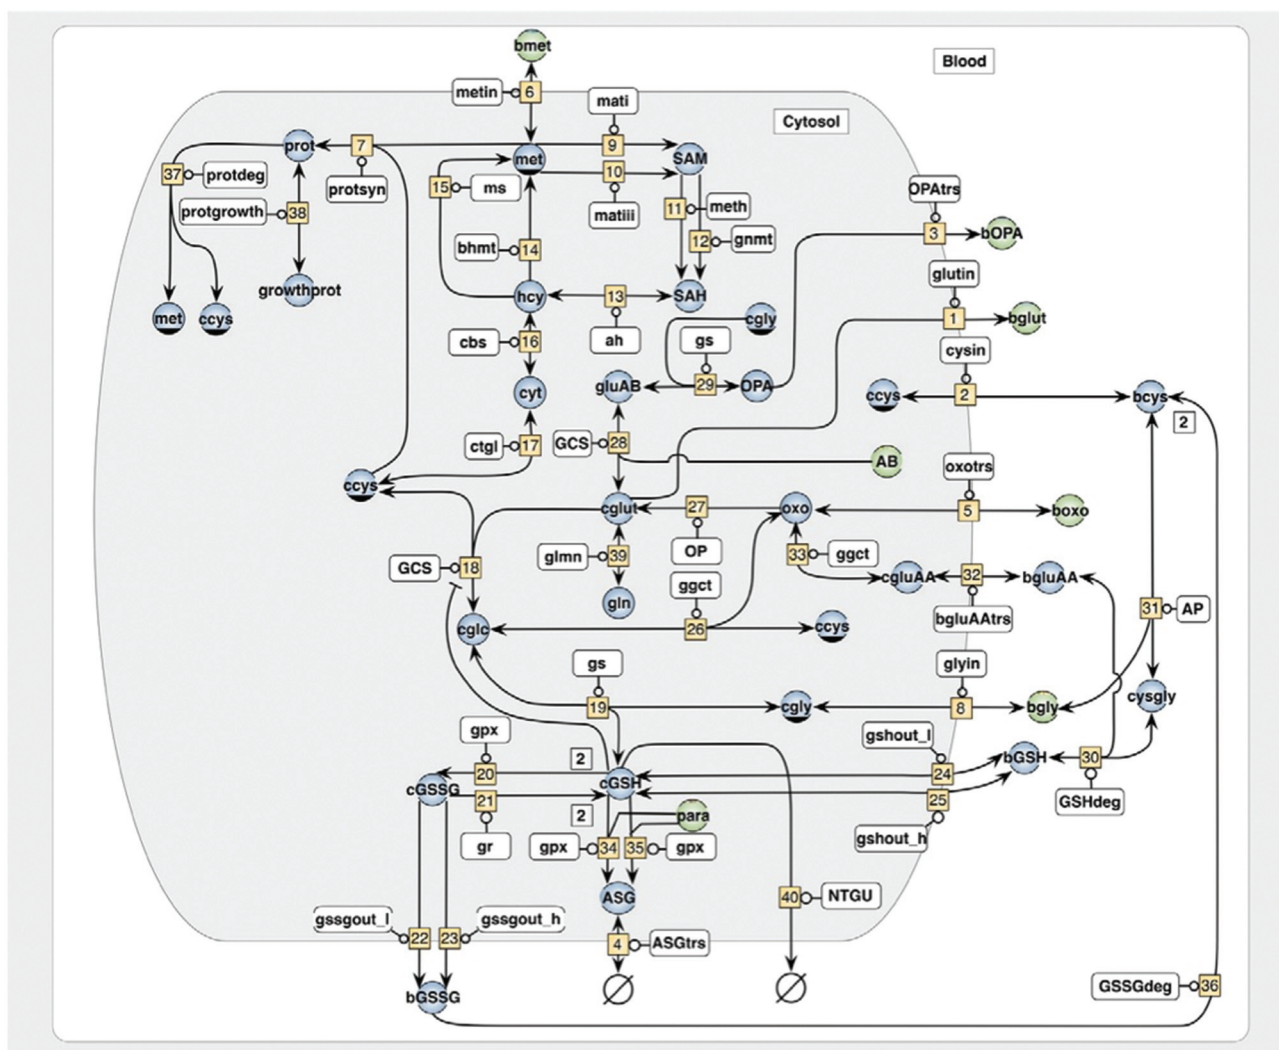 bmet
Blood
metin
6
mati
Cytosol
prot
7
9
SAM
met
37
protdeg
protsyn
15
ms
10
matiii
OPAtrs
protgrowth
38
11
meth
12
gnmt
3
bOPA
bhmt
14
glutin
growthprot
hcy
13
SAH
met
ccys
cgly
1
bglut
cbs
16
ah
gs
cysin
gluAB
29
OPA
cyt
ccys
2
bcys
2
ctgl
17
GCS
28
AB
ccys
oxotrs
cglut
27
oxo
5
boxo
GCS
18
glmn
39
OP
33
ggct
cgluAA
32
bgluAA
ggct
gln
bgluAAtrs
31
AP
cglc
26
ccys
gs
glyin
19
cgly
8
bgly
cysgly
gpx
gshout_l
20
2
cGSH
24
bGSH
30
cGSSG
21
2
25
GSHdeg
para
gshout_h
gr
gpx
34
35
gpx
ASG
40
NTGU
gssgout_l
gssgout_h
22
23
4
ASGtrs
bGSSG
GSSGdeg
36